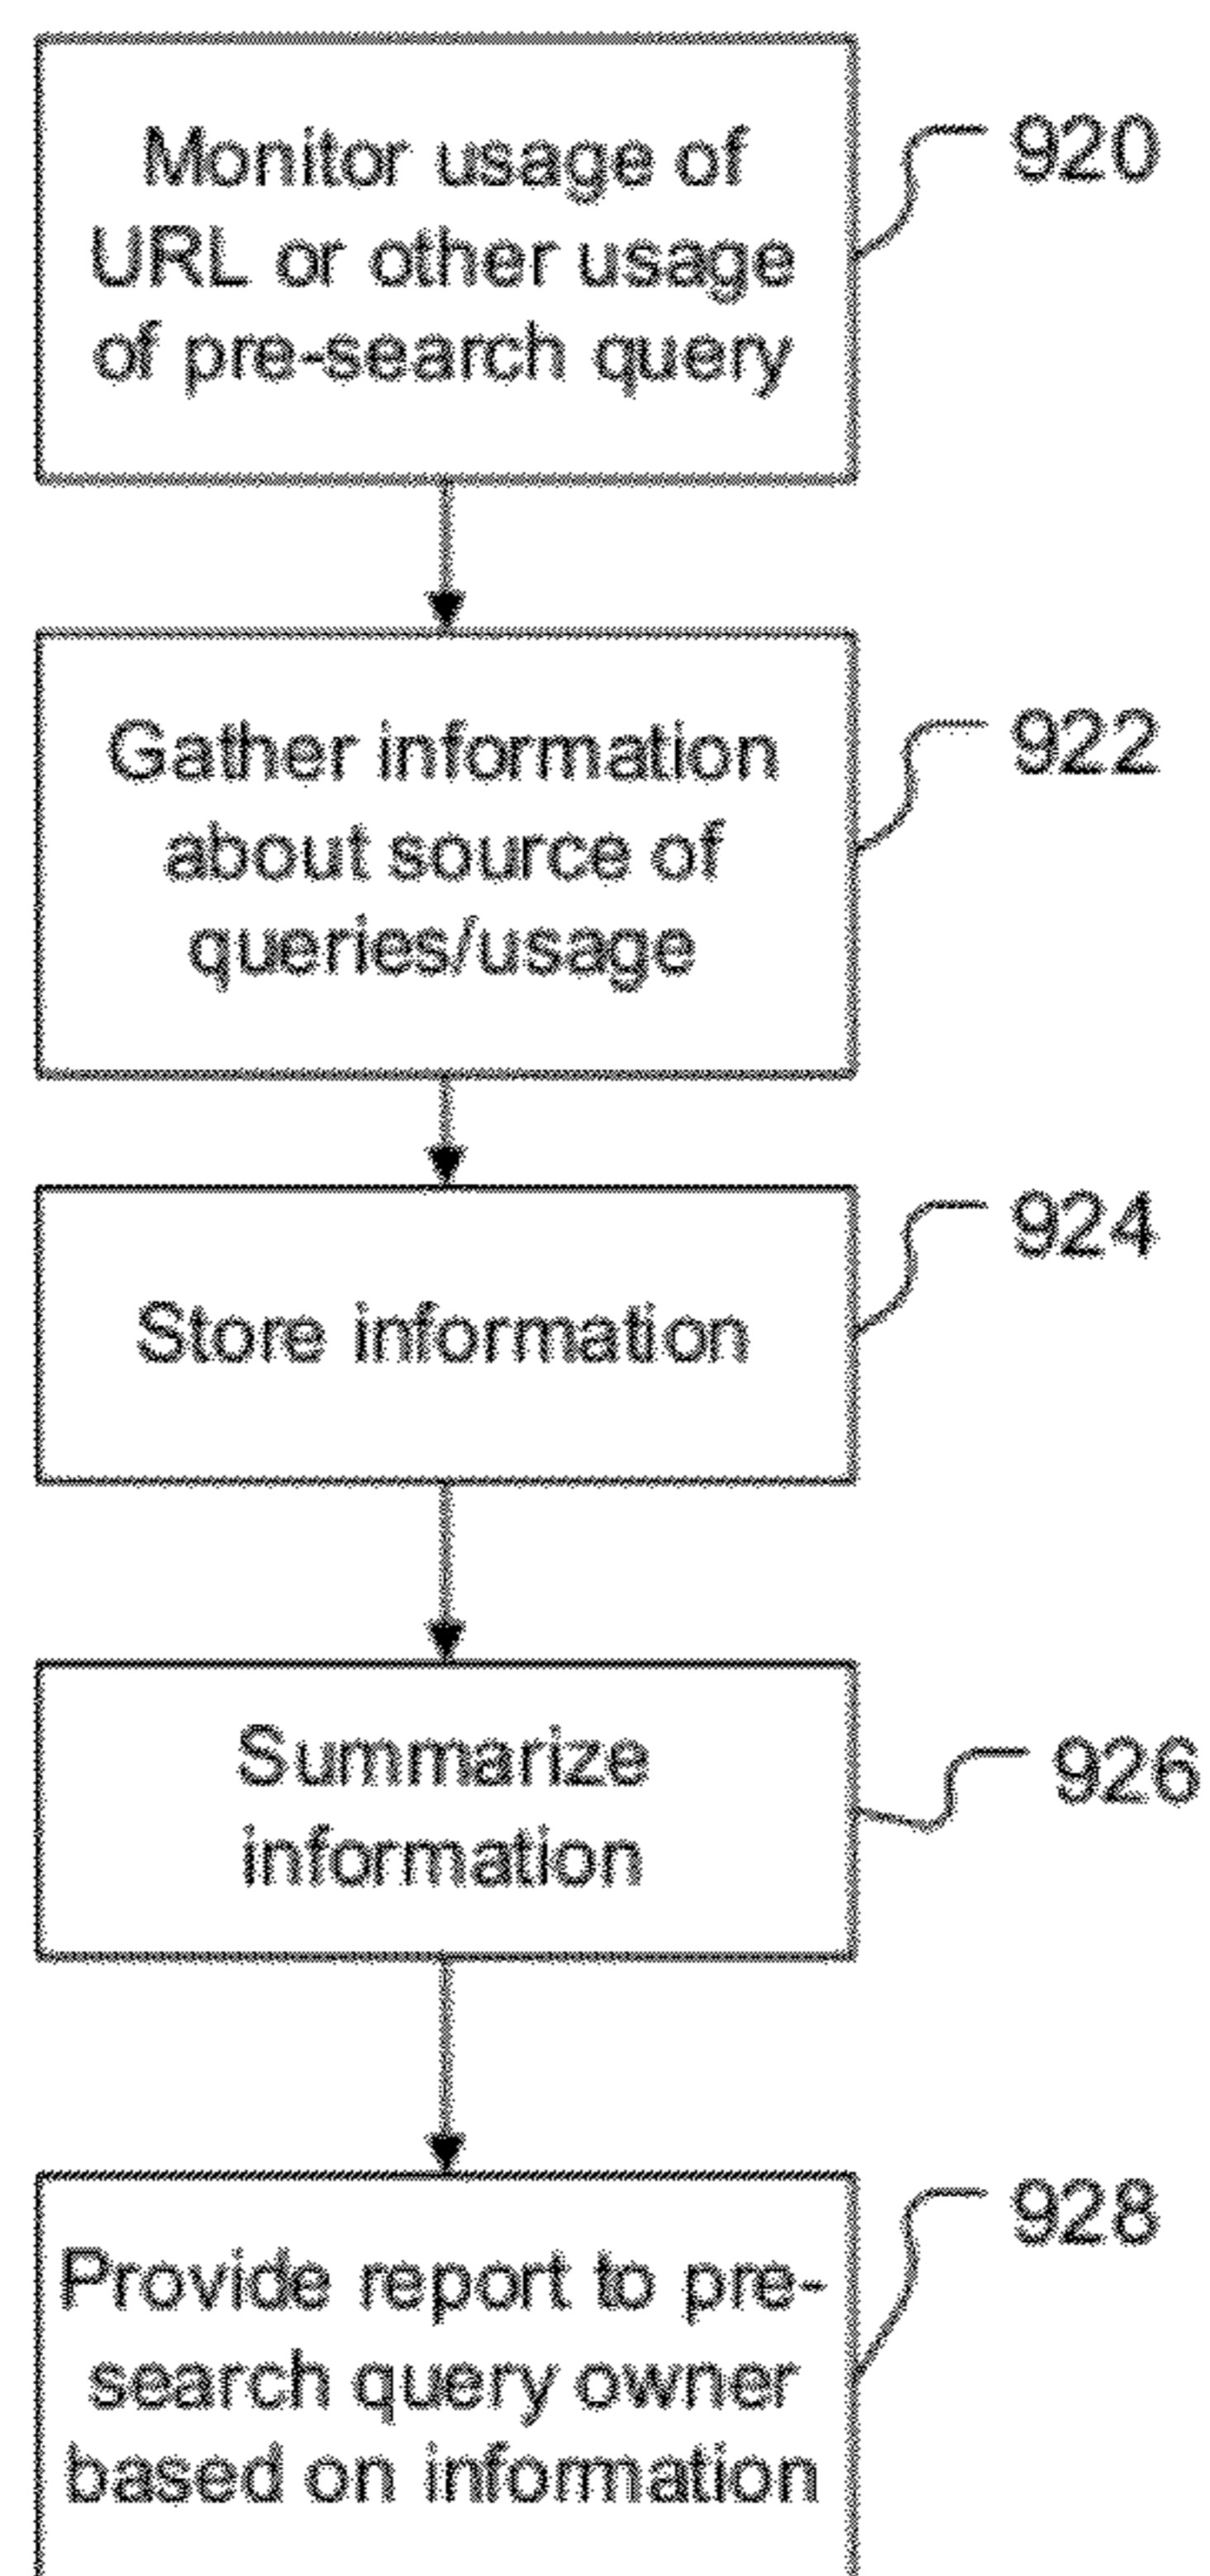 Monitor usage of
URL or other usage
of pre-search query
920
Gather information
about source of
queries/usage
922
Store information
924
Summarize
information
926
Provide report to pre-
search query owner
based on information
928